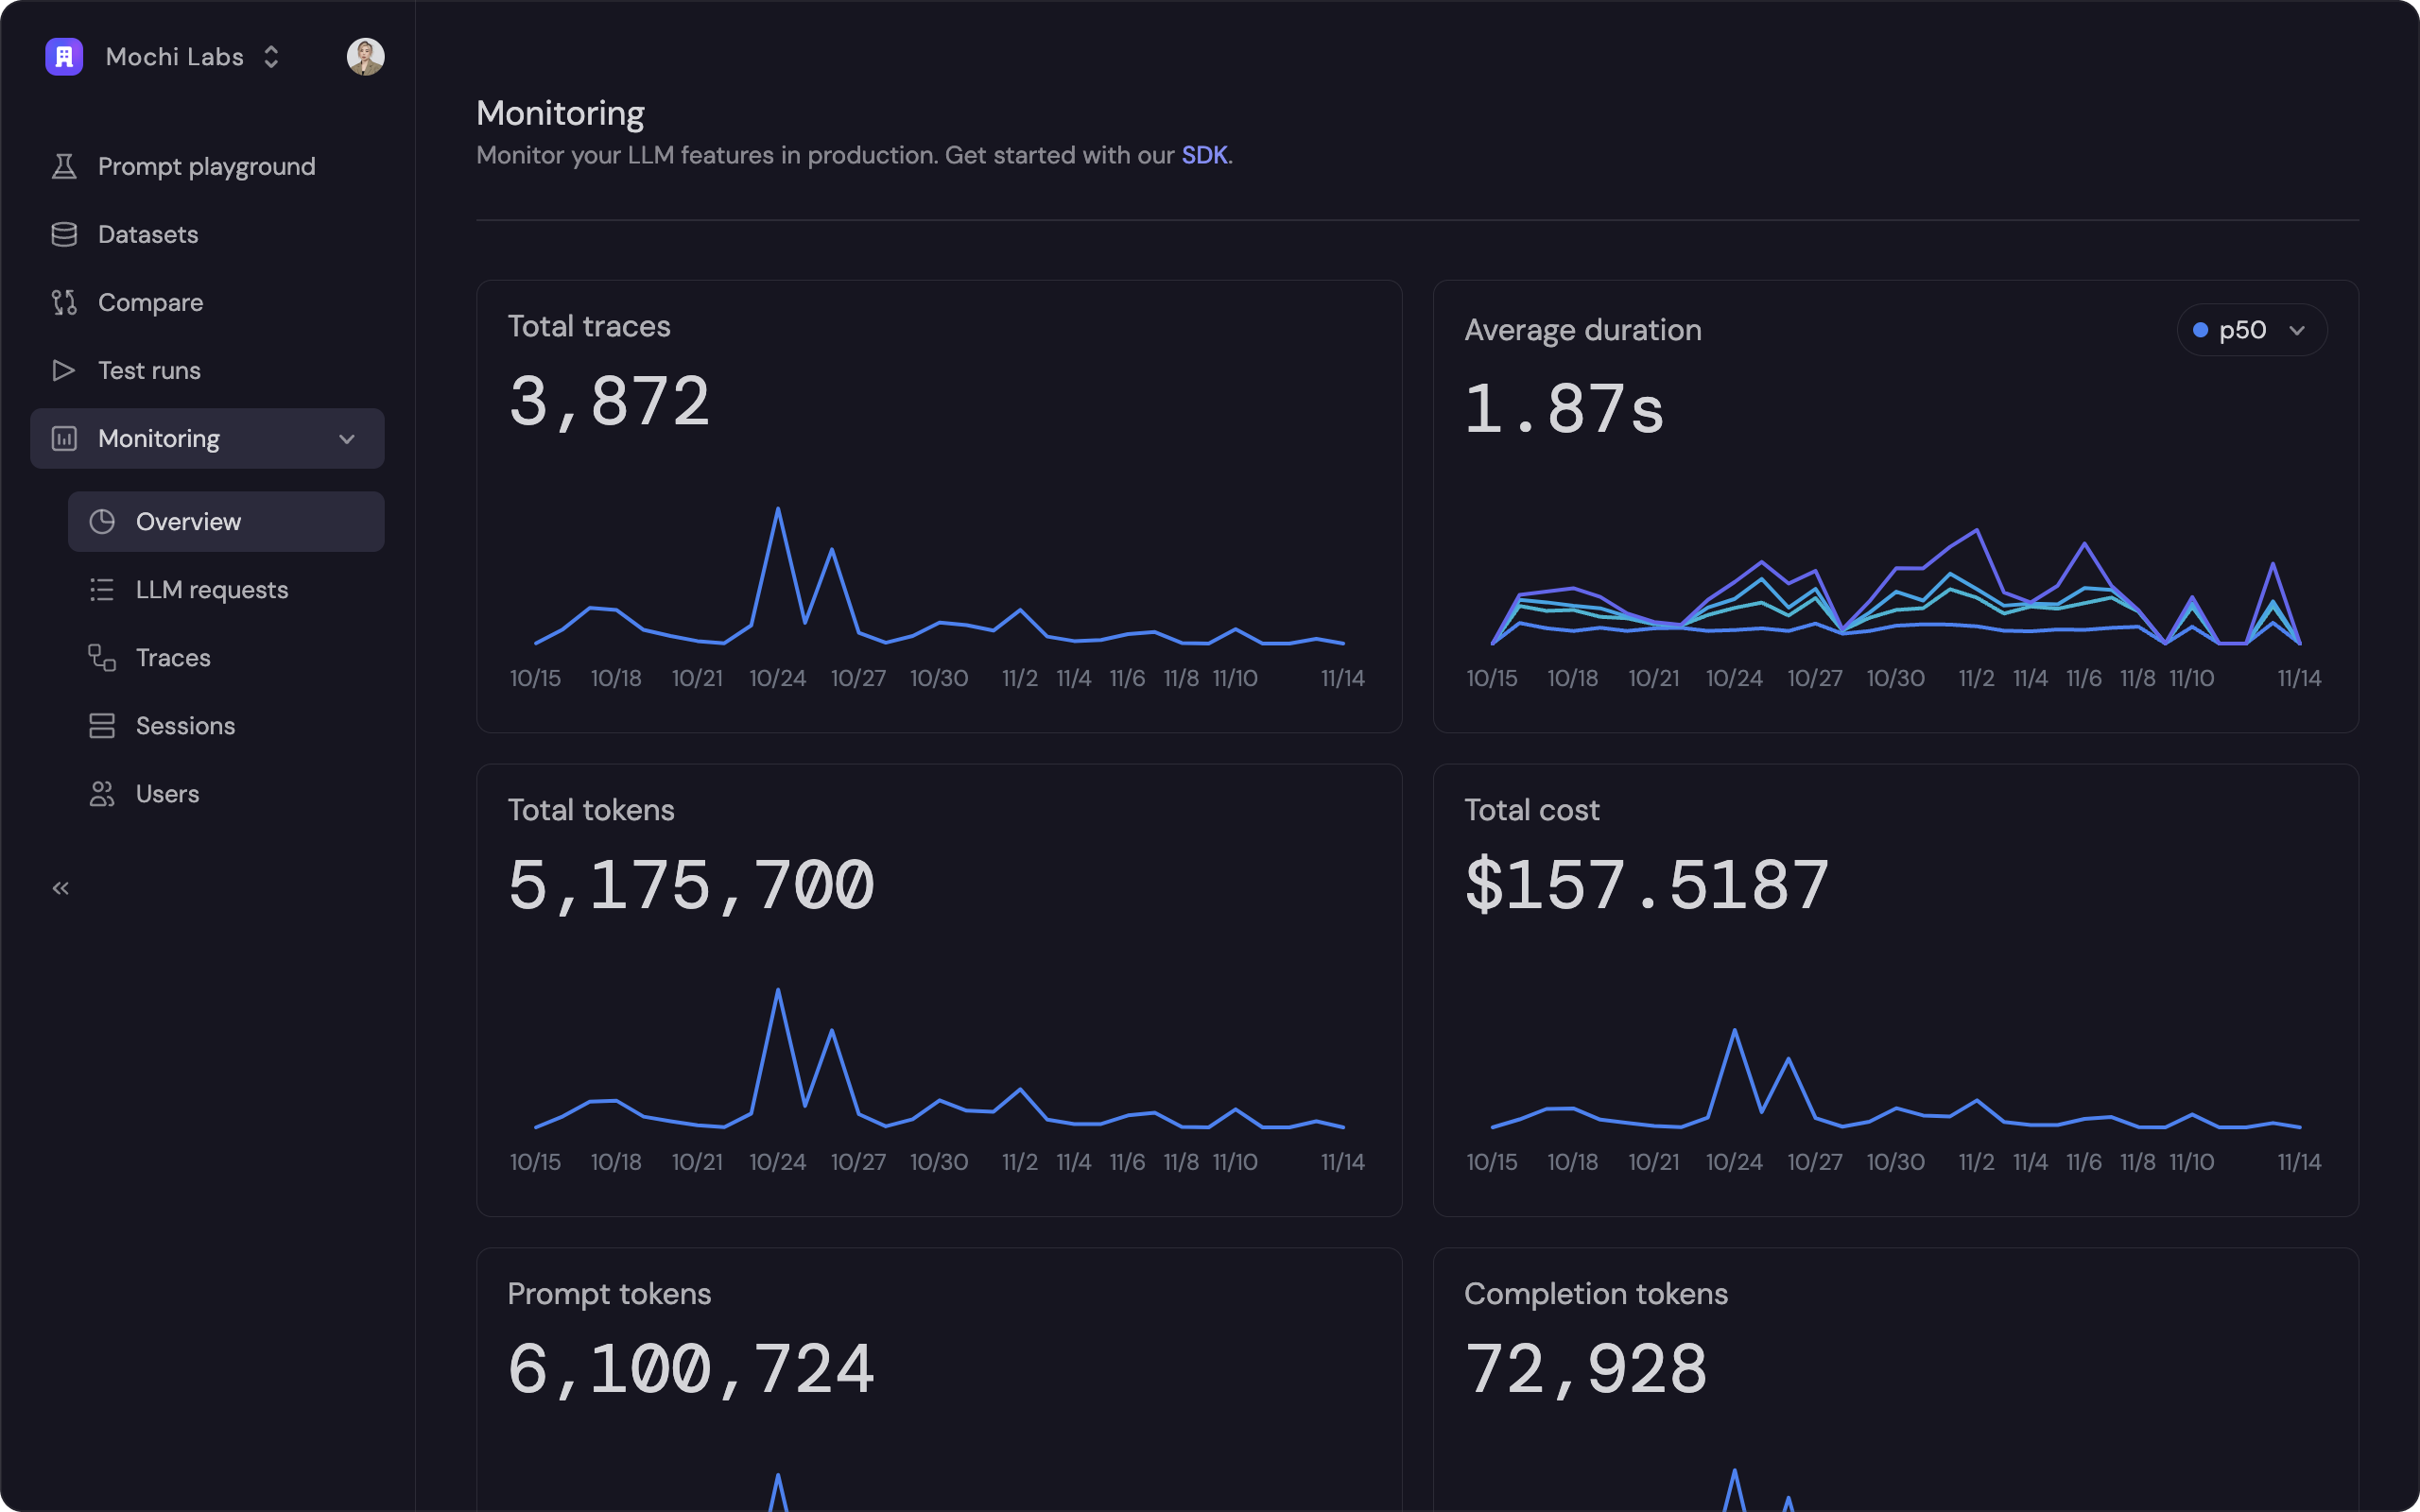 Mochi Labs
Prompt playground
Datasets
Compare
Test runs
Monitoring
Overview
LLM requests
Traces
Sessions
Users
Monitoring
Monitor your LLM features in production. Get started with our SDK.
Total traces
3,872
10/15 10/18 10/21 10/24 10/27 10/30 11/2 11/4 11/6 11/8 11/10 11/14
Average duration
p50
1.87s
10/15 10/18 10/21 10/24 10/27 10/30 11/2 11/4 11/6 11/8 11/10 11/14
Total tokens
5,175,700
10/15 10/18 10/21 10/24 10/27 10/30 11/2 11/4 11/6 11/8 11/10 11/14
Total cost
$157.5187
10/15 10/18 10/21 10/24 10/27 10/30 11/2 11/4 11/6 11/8 11/10 11/14
Prompt tokens
6,100,724
Completion tokens
72,928